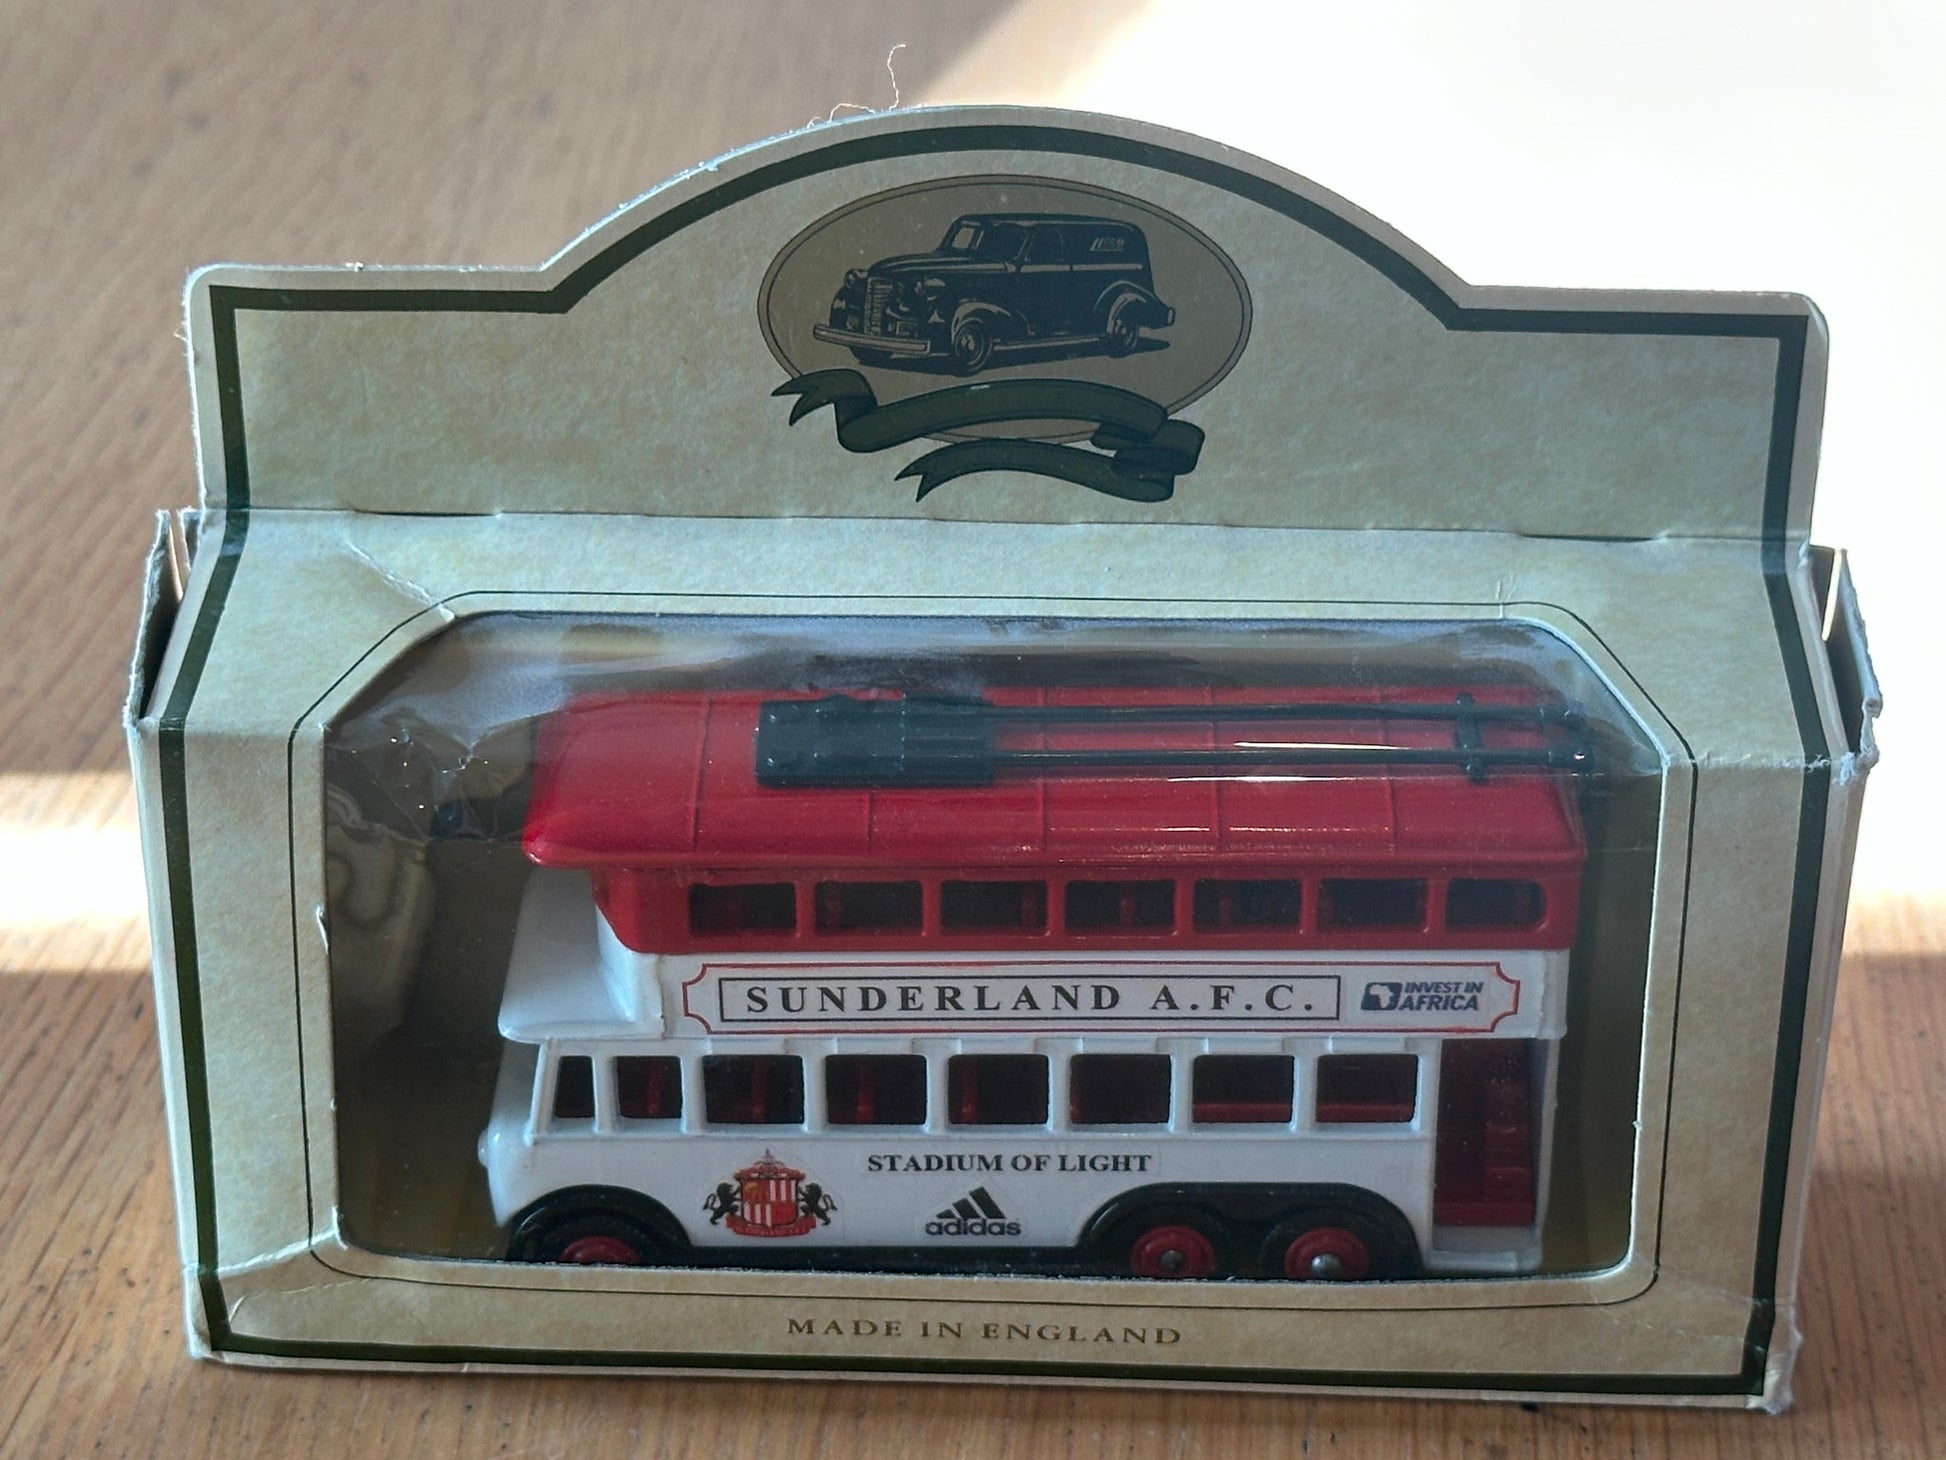 SUNDERLAND A.F.C.
INVEST IN
AFRICA
STADIUM OF LIGHT
adidas
MADE IN ENGLAND